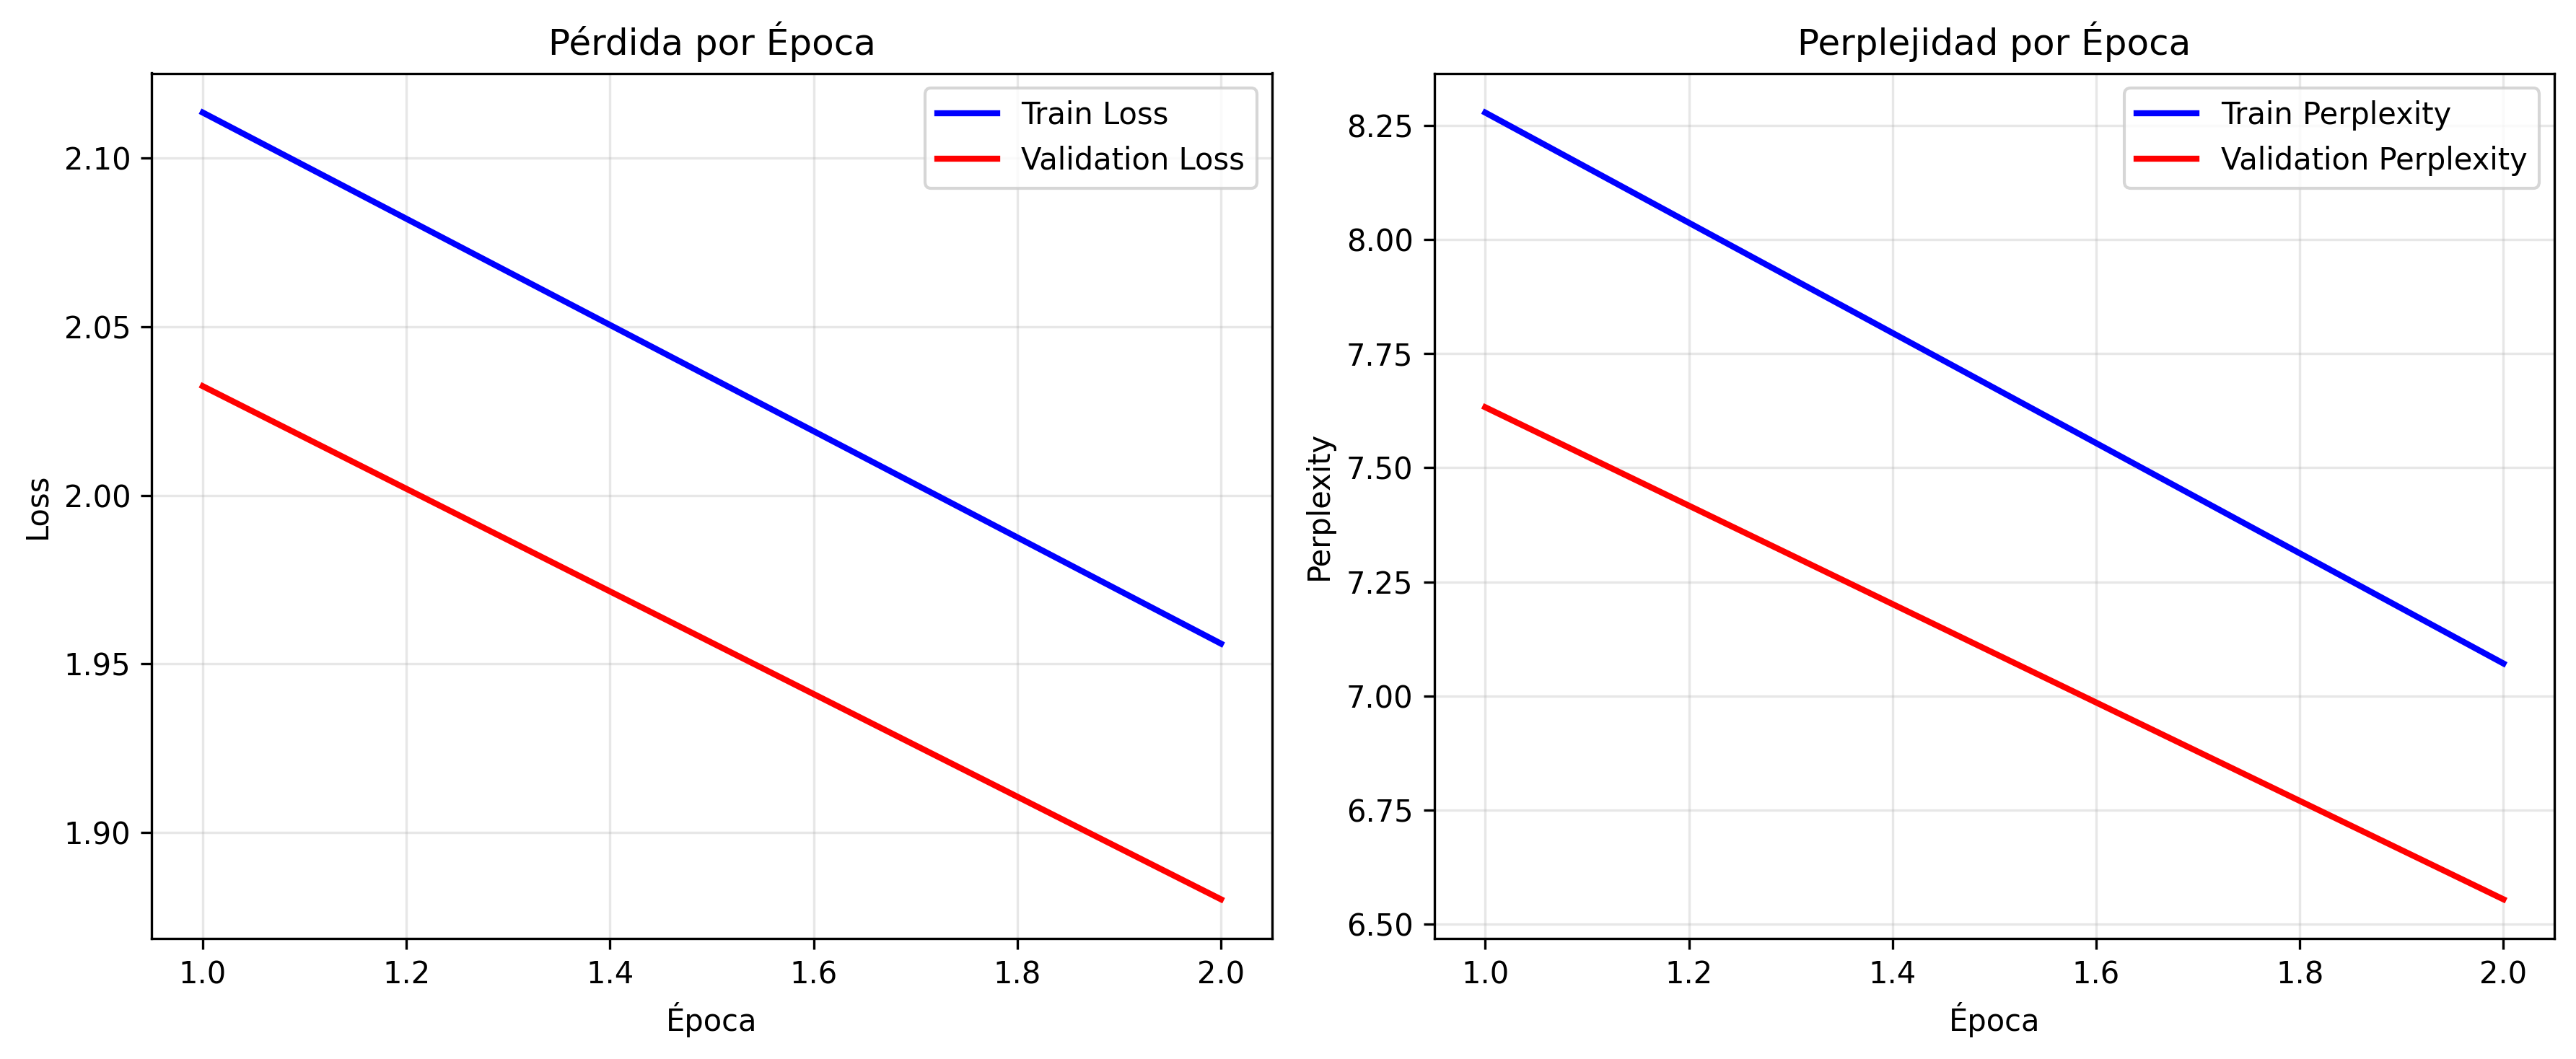 Pérdida por Época
Train Loss
Validation Loss
2.10
2.05
2.00
1.95
1.90
Loss
1.0 1.2 1.4 1.6 1.8 2.0
Época
Perplejidad por Época
Train Perplexity
Validation Perplexity
8.25
8.00
7.75
7.50
7.25
7.00
6.75
6.50
Perplexity
1.0 1.2 1.4 1.6 1.8 2.0
Época